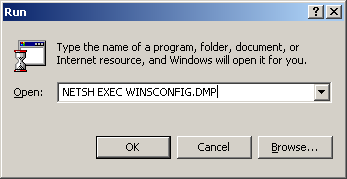 Run
Type the name of a program, folder, document, or
Internet resource, and Windows will open it for you.
Open: NETSH EXEC WINSCONFIG.DMP
OK Cancel Browse...